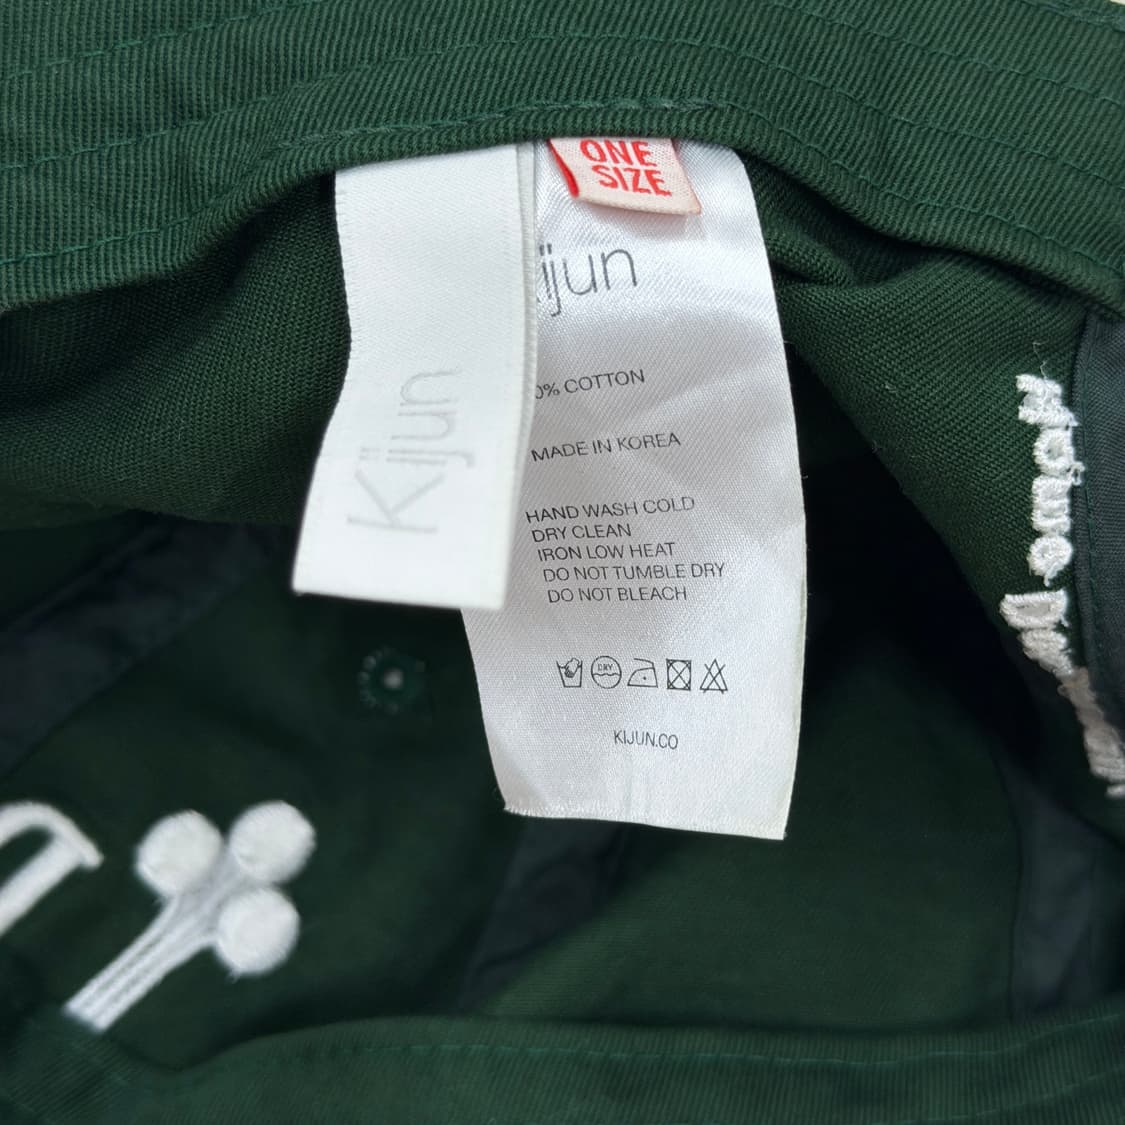 ONE
SIZE
Kijun
ijun
0% COTTON
MADE IN KOREA
HAND WASH COLD
DRY CLEAN
IRON LOW HEAT
DO NOT TUMBLE DRY
DO NOT BLEACH
DRY
KIJUN.CO